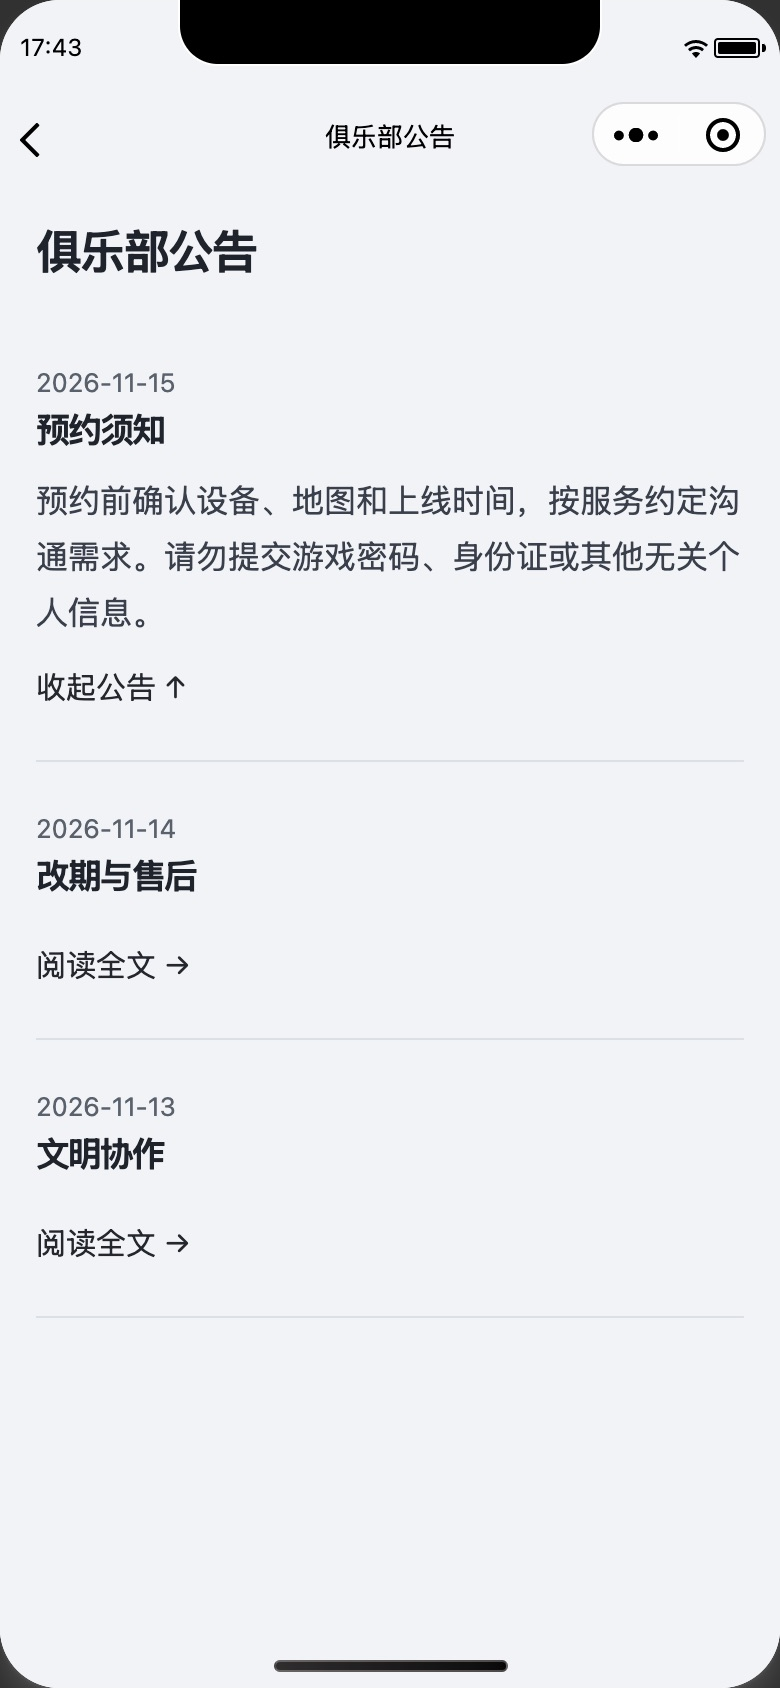 17:43
俱乐部公告
俱乐部公告
2026-11-15
预约须知
预约前确认设备、地图和上线时间，按服务约定沟
通需求。请勿提交游戏密码、身份证或其他无关个
人信息。
收起公告 ↑
2026-11-14
改期与售后
阅读全文 →
2026-11-13
文明协作
阅读全文 →